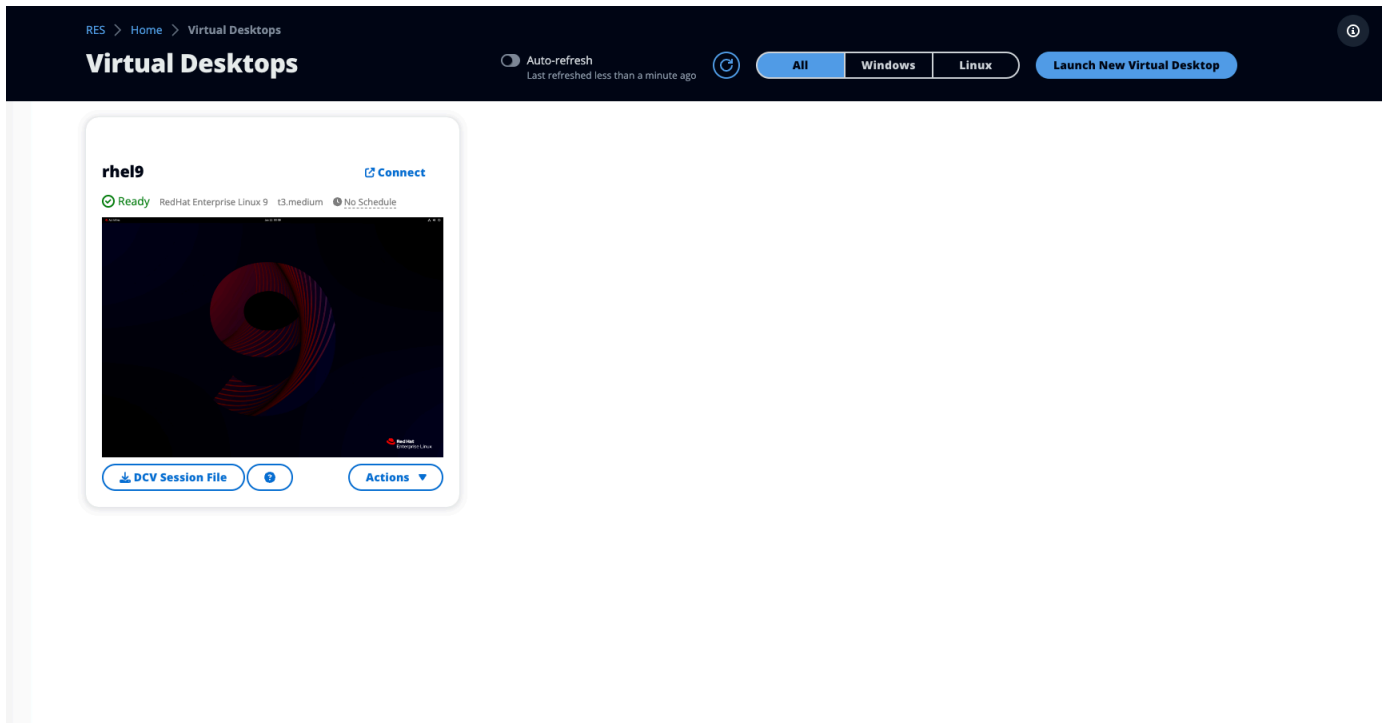 RES > Home > Virtual Desktops
Virtual Desktops
Auto-refresh
Last refreshed less than a minute ago
All Windows Linux
Launch New Virtual Desktop
rhel9
Connect
Ready RedHat Enterprise Linux 9 t3.medium No Schedule
9
Red Hat
Enterprise Linux
DCV Session File
Actions